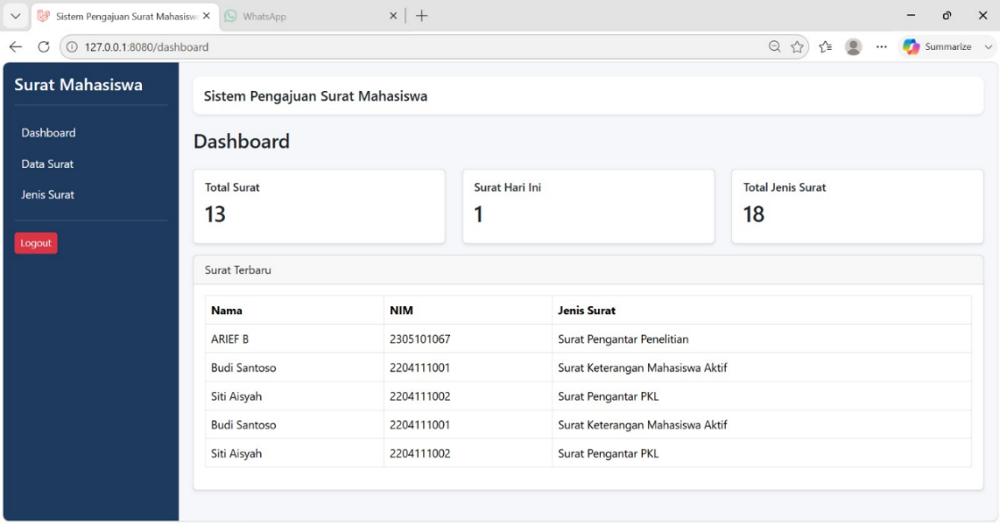 Sistem Pengajuan Surat Mahasisw
WhatsApp
127.0.0.1:8080/dashboard
Summarize
Surat Mahasiswa
Dashboard
Data Surat
Jenis Surat
Logout
Sistem Pengajuan Surat Mahasiswa
Dashboard
Total Surat
13
Surat Hari Ini
1
Total Jenis Surat
18
Surat Terbaru
Nama NIM Jenis Surat
ARIEF B 2305101067 Surat Pengantar Penelitian
Budi Santoso 2204111001 Surat Keterangan Mahasiswa Aktif
Siti Aisyah 2204111002 Surat Pengantar PKL
Budi Santoso 2204111001 Surat Keterangan Mahasiswa Aktif
Siti Aisyah 2204111002 Surat Pengantar PKL